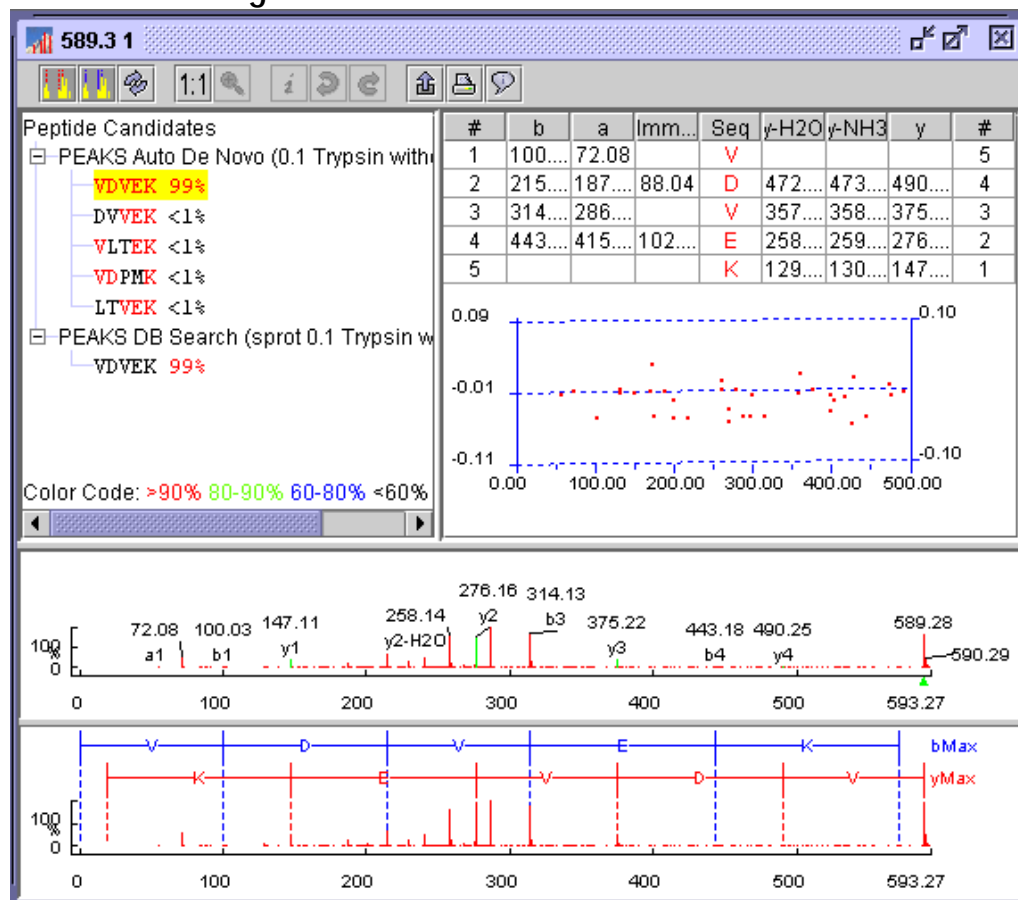 589.3 1
1:1
Peptide Candidates
PEAKS Auto De Novo (0.1 Trypsin with
VDVEK 99%
DVVEK <1%
VLTEK <1%
VDPMK <1%
LTVEK <1%
PEAKS DB Search (sprot 0.1 Trypsin w
VDVEK 99%
Color Code: >90% 80-90% 60-80% <60%
# b a Imm... Seq y-H2O y-NH3 y #
1 100.... 72.08 V 5
2 215.... 187.... 88.04 D 472.... 473.... 490.... 4
3 314.... 286.... V 357.... 358.... 375.... 3
4 443.... 415.... 102.... E 258.... 259.... 276.... 2
5 K 129.... 130.... 147.... 1
0.09 0.10
-0.01
-0.11 -0.10
0.00 100.00 200.00 300.00 400.00 500.00
276.16 314.13
72.08 100.03 147.11 258.14 y2 b3 375.22 443.18 490.25 589.28
a1 b1 y1 y2-H2O y3 b4 y4 590.29
100
%
0
0 100 200 300 400 500 593.27
V D V E K bMax
K E V D V yMax
100
%
0
0 100 200 300 400 500 593.27